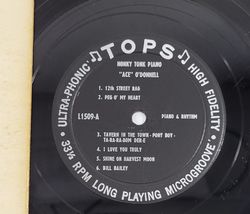 TOPS
ULTRA-PHONIC
HIGH FIDELITY
HONKY TONK PIANO
"ACE" O'DONNELL
1. 12th STREET RAG
2. PEG O' MY HEART
L1509-A
PIANO & RHYTHM
3. TAVERN IN THE TOWN - PONY BOY -
TA-RA-RA-BOM DER-E
4. I LOVE YOU TRULY
5. SHINE ON HARVEST MOON
6. BILL BAILEY
33⅓ RPM LONG PLAYING MICROGROOVE